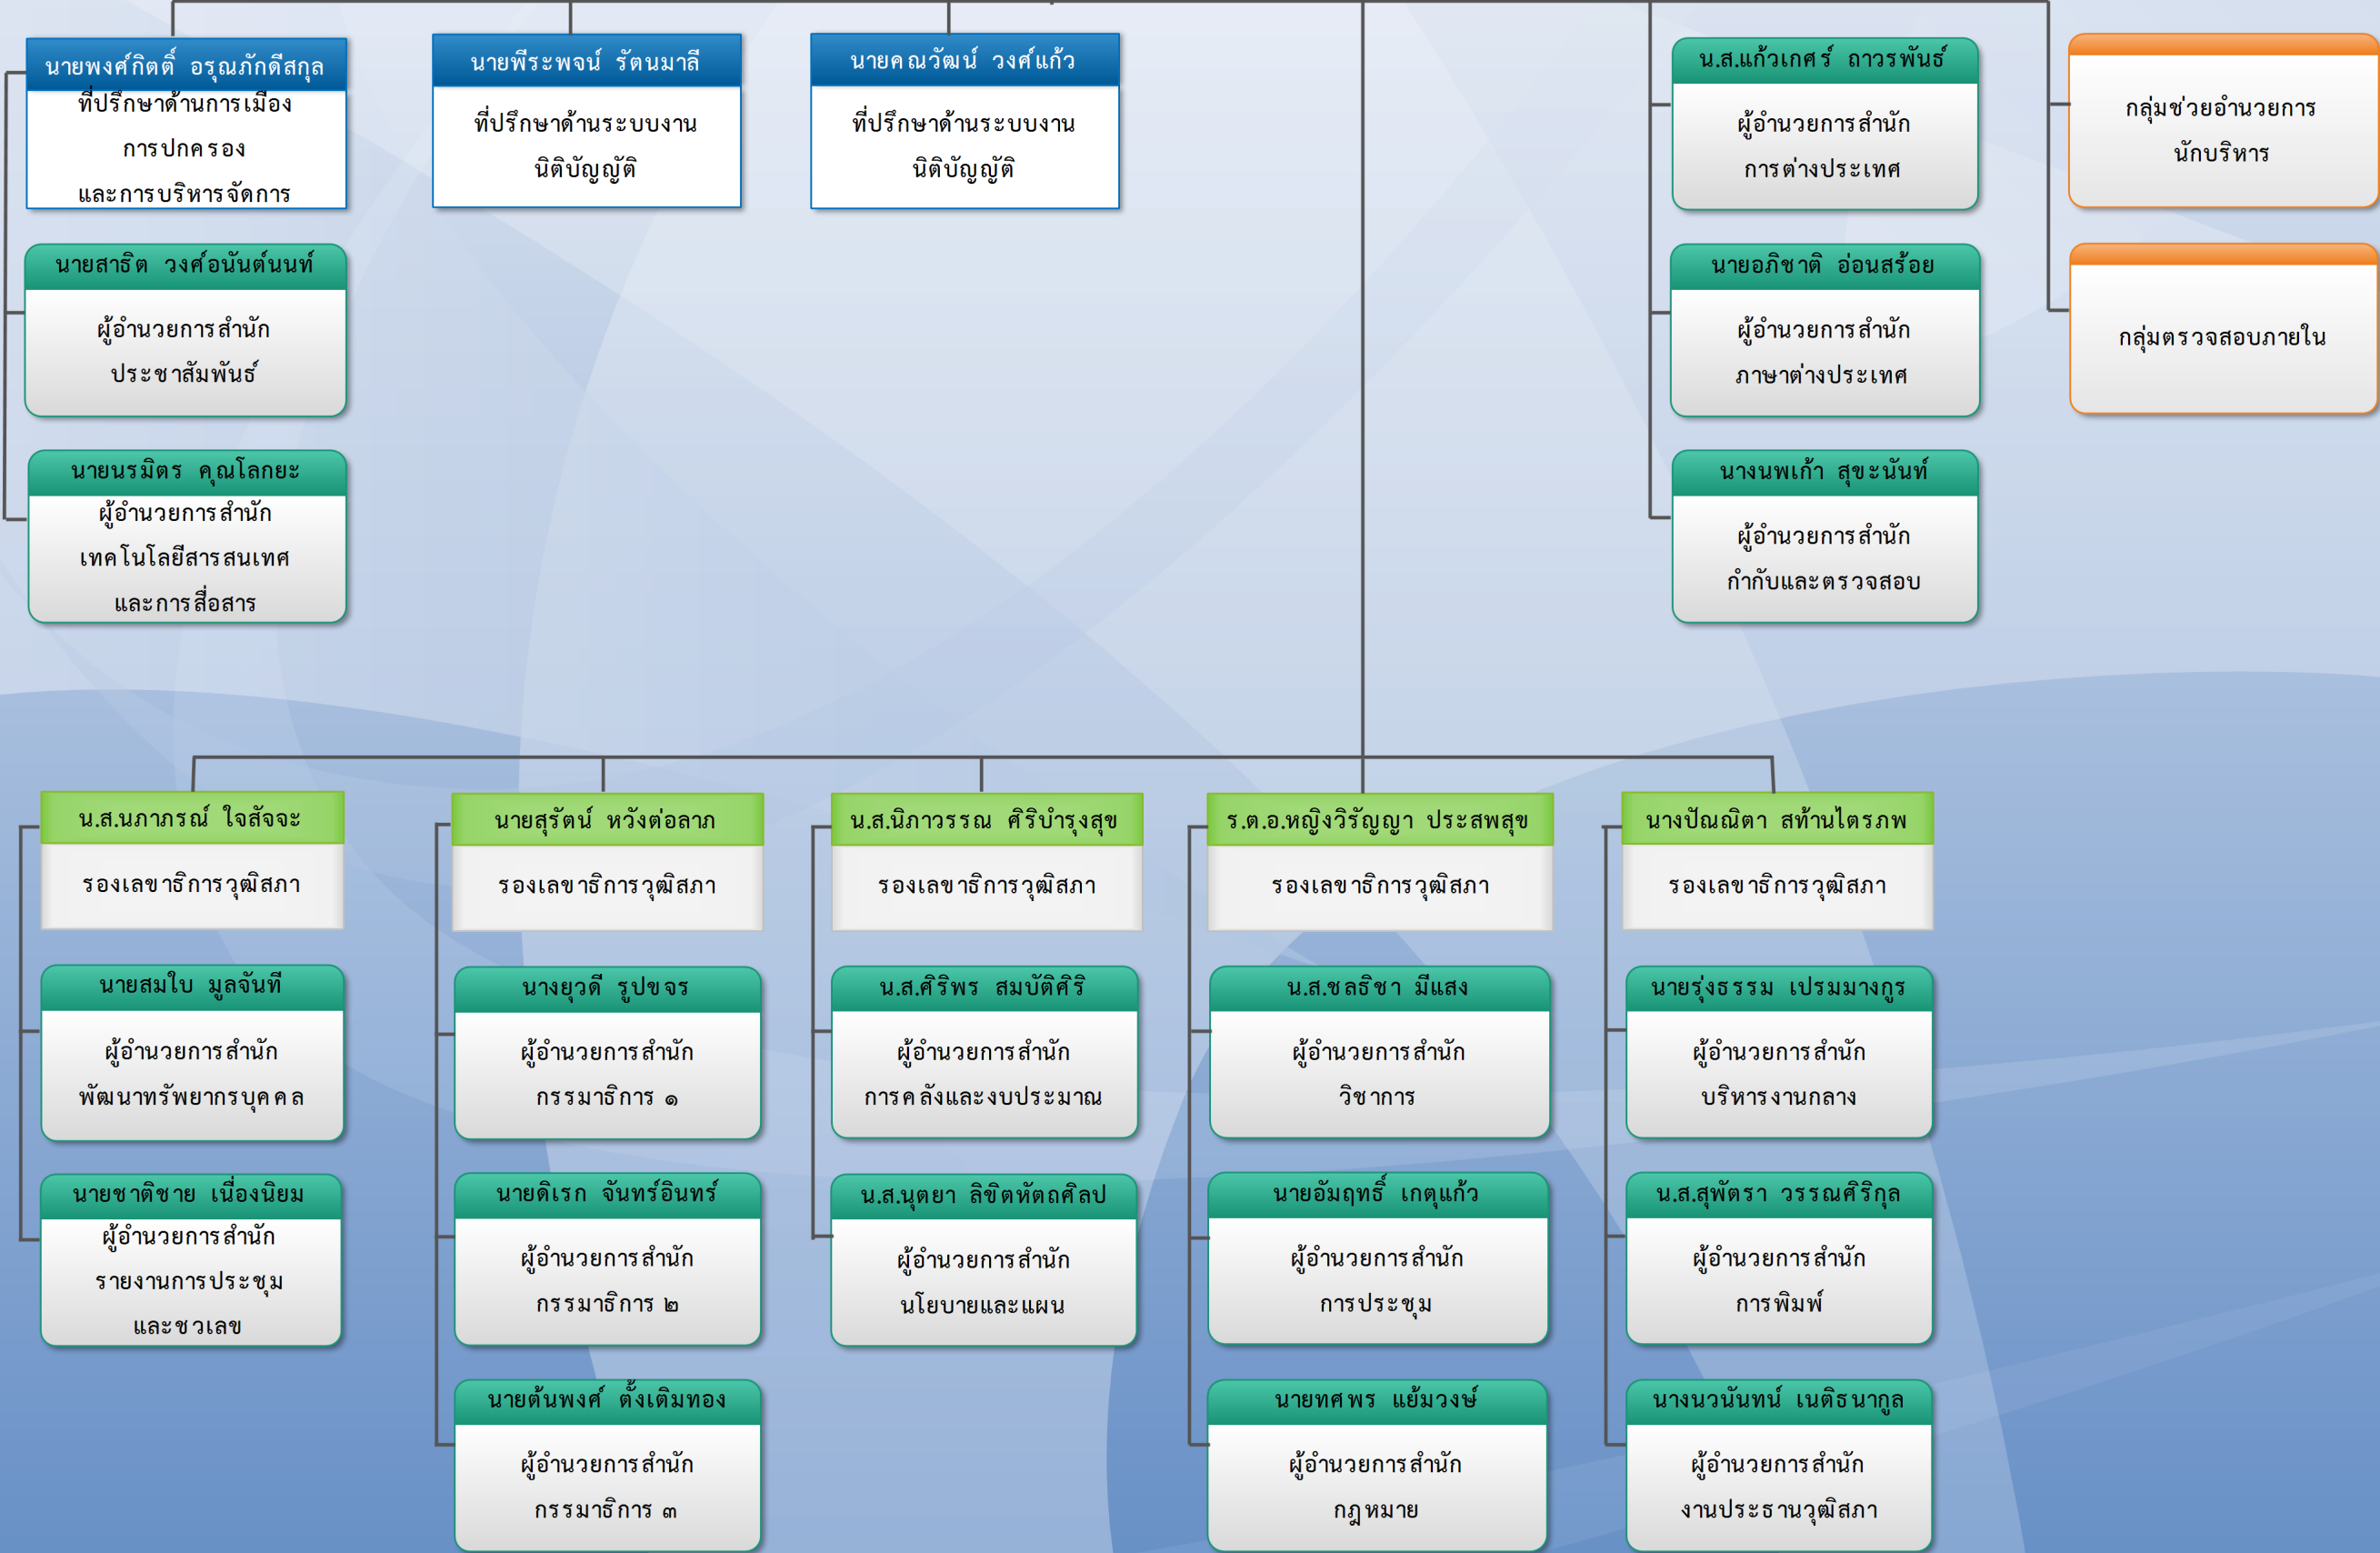 นายพงศ์กิตติ์ อรุณภักดีสกุล
ที่ปรึกษาด้านการเมือง
การปกครอง
และการบริหารจัดการ
นายพีระพจน์ รัตนมาลี
ที่ปรึกษาด้านระบบงาน
นิติบัญญัติ
นายคณวัฒน์ วงศ์แก้ว
ที่ปรึกษาด้านระบบงาน
นิติบัญญัติ
น.ส.แก้วเกศร์ ถาวรพันธ์
ผู้อำนวยการสำนัก
การต่างประเทศ
กลุ่มช่วยอำนวยการ
นักบริหาร
นายสาธิต วงศ์อนันต์นนท์
ผู้อำนวยการสำนัก
ประชาสัมพันธ์
นายอภิชาติ อ่อนสร้อย
ผู้อำนวยการสำนัก
ภาษาต่างประเทศ
กลุ่มตรวจสอบภายใน
นายนรมิตร คุณโลกยะ
ผู้อำนวยการสำนัก
เทคโนโลยีสารสนเทศ
และการสื่อสาร
นางนพเก้า สุขะนันท์
ผู้อำนวยการสำนัก
กำกับและตรวจสอบ
น.ส.นภาภรณ์ ใจสัจจะ
รองเลขาธิการวุฒิสภา
นายสุรัตน์ หวังต่อลาภ
รองเลขาธิการวุฒิสภา
น.ส.นิภาวรรณ ศิริบำรุงสุข
รองเลขาธิการวุฒิสภา
ร.ต.อ.หญิงวิรัญญา ประสพสุข
รองเลขาธิการวุฒิสภา
นางปัณณิตา สท้านไตรภพ
รองเลขาธิการวุฒิสภา
นายสมใบ มูลจันที
ผู้อำนวยการสำนัก
พัฒนาทรัพยากรบุคคล
นางยุวดี รูปขจร
ผู้อำนวยการสำนัก
กรรมาธิการ ๑
น.ส.ศิริพร สมบัติศิริ
ผู้อำนวยการสำนัก
การคลังและงบประมาณ
น.ส.ชลธิชา มีแสง
ผู้อำนวยการสำนัก
วิชาการ
นายรุ่งธรรม เปรมมางกูร
ผู้อำนวยการสำนัก
บริหารงานกลาง
นายชาติชาย เนื่องนิยม
ผู้อำนวยการสำนัก
รายงานการประชุม
และชวเลข
นายดิเรก จันทร์อินทร์
ผู้อำนวยการสำนัก
กรรมาธิการ ๒
น.ส.นุตยา ลิขิตหัตถศิลป
ผู้อำนวยการสำนัก
นโยบายและแผน
นายอัมฤทธิ์ เกตุแก้ว
ผู้อำนวยการสำนัก
การประชุม
น.ส.สุพัตรา วรรณศิริกุล
ผู้อำนวยการสำนัก
การพิมพ์
นายต้นพงศ์ ตั้งเติมทอง
ผู้อำนวยการสำนัก
กรรมาธิการ ๓
นายทศพร แย้มวงษ์
ผู้อำนวยการสำนัก
กฎหมาย
นางนวนันทน์ เนติธนากูล
ผู้อำนวยการสำนัก
งานประธานวุฒิสภา